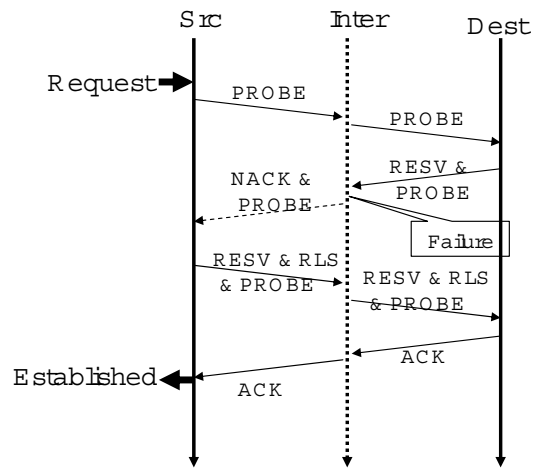 Src Inter Dest
Request
PROBE
PROBE
RESV &
PROBE
NACK &
PROBE
Failure
RESV & RLS
& PROBE
RESV & RLS
& PROBE
ACK
Established
ACK